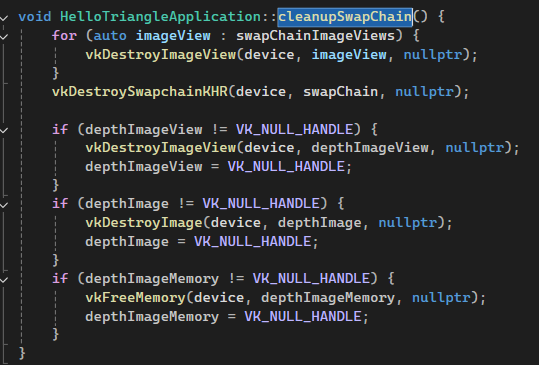 void HelloTriangleApplication::cleanupSwapChain() {
    for (auto imageView : swapChainImageViews) {
        vkDestroyImageView(device, imageView, nullptr);
    }
    vkDestroySwapchainKHR(device, swapChain, nullptr);

    if (depthImageView != VK_NULL_HANDLE) {
        vkDestroyImageView(device, depthImageView, nullptr);
        depthImageView = VK_NULL_HANDLE;
    }
    if (depthImage != VK_NULL_HANDLE) {
        vkDestroyImage(device, depthImage, nullptr);
        depthImage = VK_NULL_HANDLE;
    }
    if (depthImageMemory != VK_NULL_HANDLE) {
        vkFreeMemory(device, depthImageMemory, nullptr);
        depthImageMemory = VK_NULL_HANDLE;
    }
}